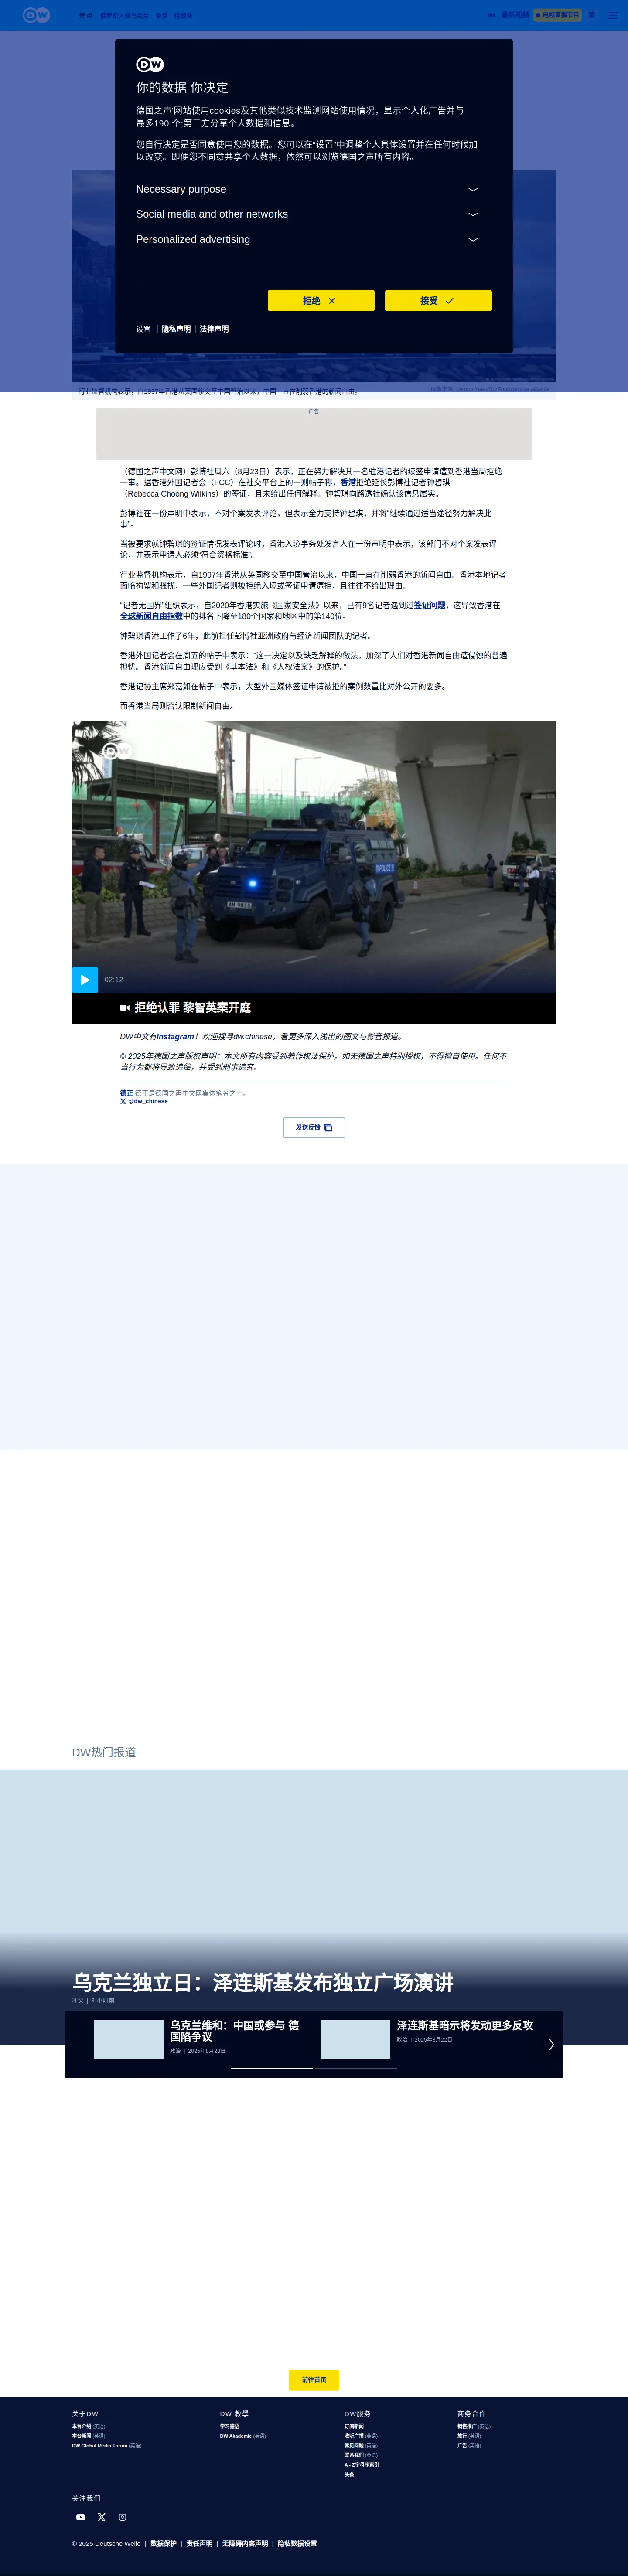 热点
最新视频
电视直播节目
你的数据 你决定
德国之声'网站使用cookies及其他类似技术监测网站使用情况，显示个人化广告并与
最多190 个;第三方分享个人数据和信息。
您自行决定是否同意使用您的数据。您可以在“设置”中调整个人具体设置并在任何时候加
以改变。即便您不同意共享个人数据，依然可以浏览德国之声所有内容。
Necessary purpose
Social media and other networks
Personalized advertising
拒绝
接受
设置 | 隐私声明 | 法律声明
行业监督机构表示，自1997年香港从英国移交至中国管治以来，中国一直在削弱香港的新闻自由。
广告
（德国之声中文网）彭博社周六（8月23日）表示，正在努力解决其一名驻港记者的续签申请遭到香港当局拒绝
一事。据香港外国记者会（FCC）在社交平台上的一则帖子称，香港拒绝延长彭博社记者钟碧琪
（Rebecca Choong Wilkins）的签证，且未给出任何解释。钟碧琪向路透社确认该信息属实。
彭博社在一份声明中表示，不对个案发表评论，但表示全力支持钟碧琪，并将“继续通过适当途径努力解决此
事”。
当被要求就钟碧琪的签证情况发表评论时，香港入境事务处发言人在一份声明中表示，该部门不对个案发表评
论，并表示申请人必须“符合资格标准”。
行业监督机构表示，自1997年香港从英国移交至中国管治以来，中国一直在削弱香港的新闻自由。香港本地记者
面临拘留和骚扰，一些外国记者则被拒绝入境或签证申请遭拒，且往往不给出理由。
“记者无国界”组织表示，自2020年香港实施《国家安全法》以来，已有9名记者遇到过签证问题，这导致香港在
全球新闻自由指数中的排名下降至180个国家和地区中的第140位。
钟碧琪香港工作了6年，此前担任彭博社亚洲政府与经济新闻团队的记者。
香港外国记者会在周五的帖子中表示：“这一决定以及缺乏解释的做法，加深了人们对香港新闻自由遭侵蚀的普遍
担忧。香港新闻自由理应受到《基本法》和《人权法案》的保护。”
香港记协主席郑嘉如在帖子中表示，大型外国媒体签证申请被拒的案例数量比对外公开的要多。
而香港当局则否认限制新闻自由。
DW
POLICE
AM 8615
02:12
拒绝认罪 黎智英案开庭
DW中文有Instagram！欢迎搜寻dw.chinese，看更多深入浅出的图文与影音报道。
© 2025年德国之声版权声明：本文所有内容受到著作权法保护，如无德国之声特别授权，不得擅自使用。任何不
当行为都将导致追偿，并受到刑事追究。
德正 德正是德国之声中文网集体笔名之一。
@dw_chinese
发送反馈
DW热门报道
乌克兰独立日：泽连斯基发布独立广场演讲
冲突 | 3 小时前
乌克兰维和：中国或参与 德
国陷争议
政治 | 2025年8月23日
泽连斯基暗示将发动更多反攻
政治 | 2025年8月22日
前往首页
关于DW
本台介绍 (英语)
本台新闻 (英语)
DW Global Media Forum (英语)
DW 教学
学习德语
DW Akademie (英语)
DW服务
订阅新闻
收听广播 (英语)
常见问题 (英语)
联系我们 (英语)
A - Z字母序索引
头条
商务合作
销售推广 (英语)
旅行 (英语)
广告 (英语)
关注我们
© 2025 Deutsche Welle | 数据保护 | 责任声明 | 无障碍内容声明 | 隐私数据设置